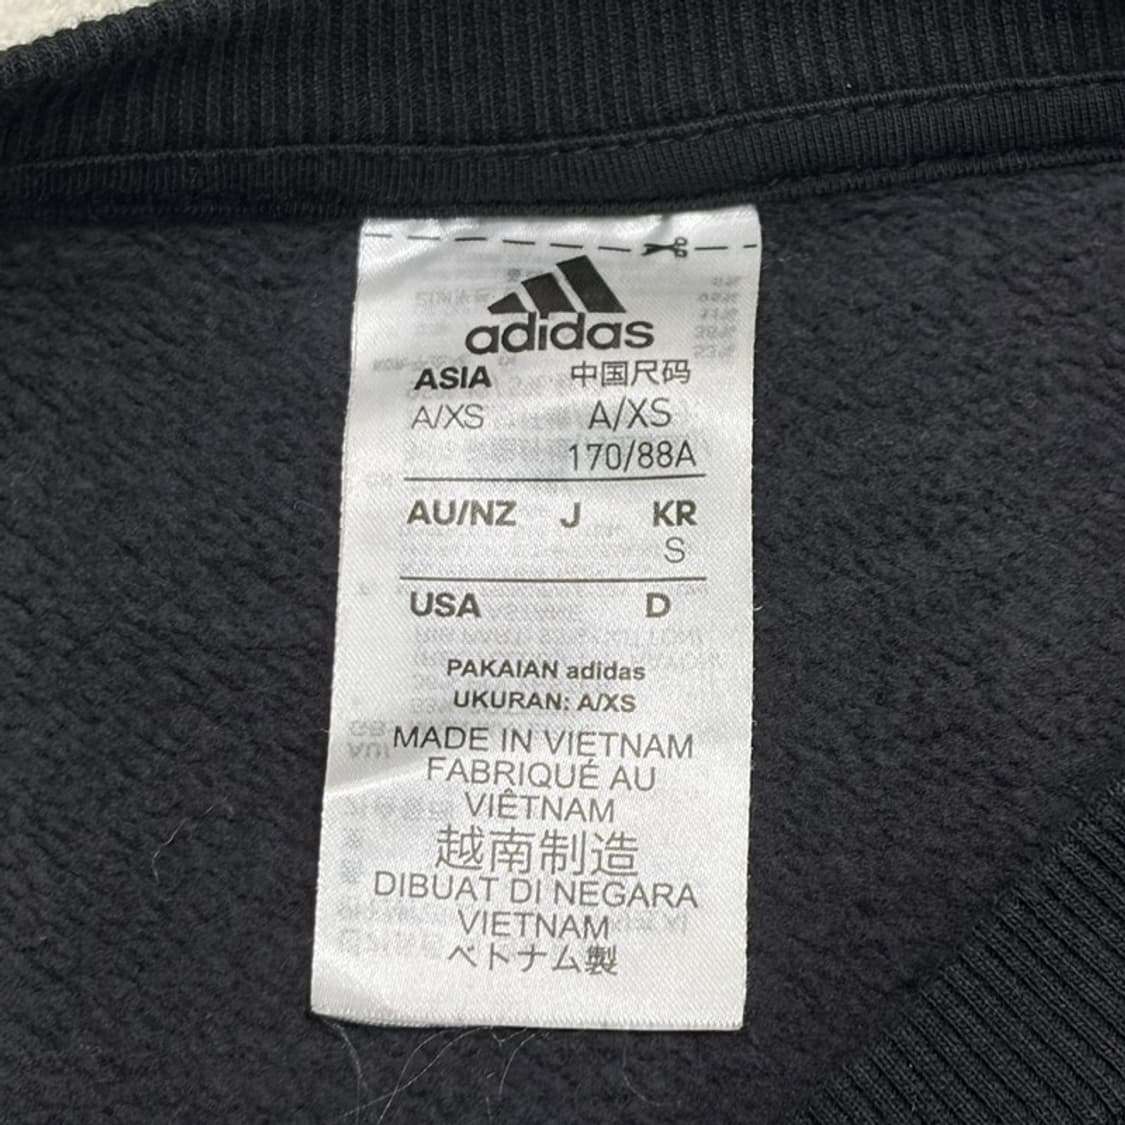 adidas
ASIA 中国尺码
A/XS A/XS
170/88A
AU/NZ J KR
S
USA D
PAKAIAN adidas
UKURAN: A/XS
MADE IN VIETNAM
FABRIQUÉ AU
VIÊTNAM
越南制造
DIBUAT DI NEGARA
VIETNAM
ベトナム製